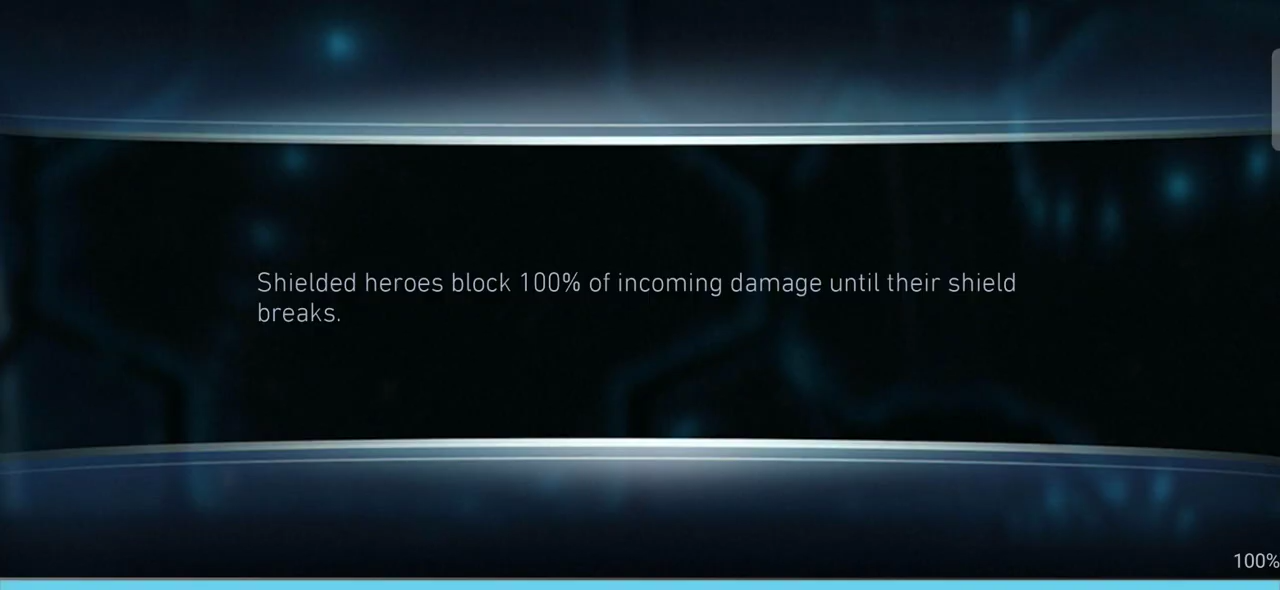 Shielded heroes block 100% of incoming damage until their shield
breaks.
100%